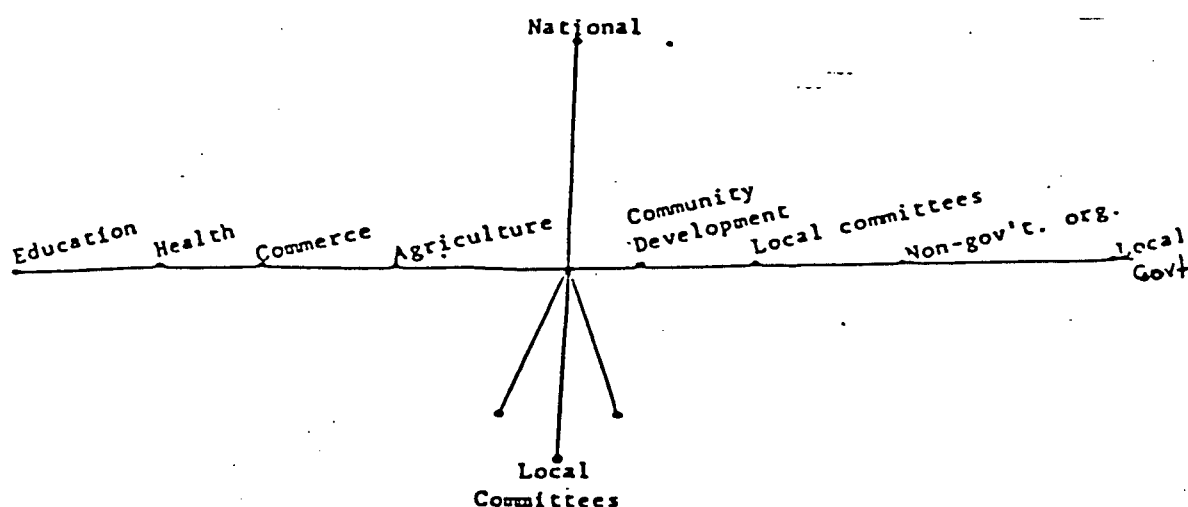 National
Education
Health
Commerce
Agriculture
Community
Development
Local committees
Non-gov't. org.
Local
Govt
Local
Committees